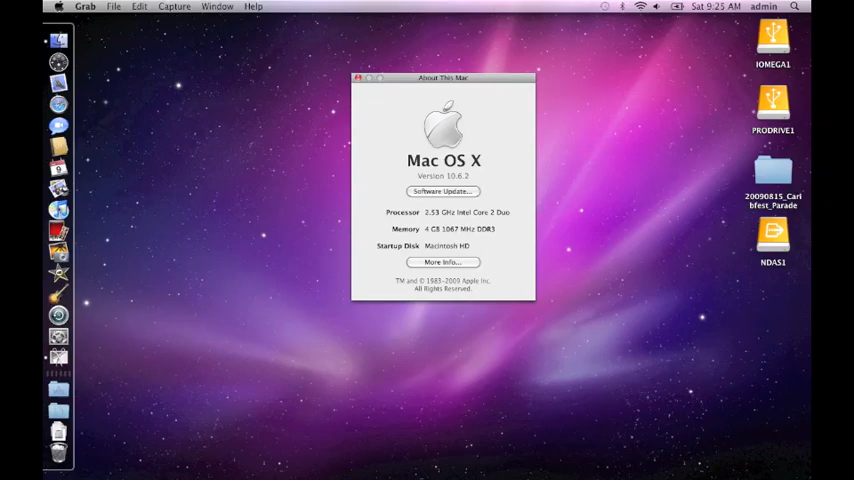 Grab File Edit Capture Window Help
Sat 9:25 AM admin
IOMEGA1
PRODRIVE1
20090815_Cari
bfest_Parade
NDAS1
About This Mac
Mac OS X
Version 10.6.2
Software Update...
Processor 2.53 GHz Intel Core 2 Duo
Memory 4 GB 1067 MHz DDR3
Startup Disk Macintosh HD
More Info...
TM and © 1983-2009 Apple Inc.
All Rights Reserved.
9